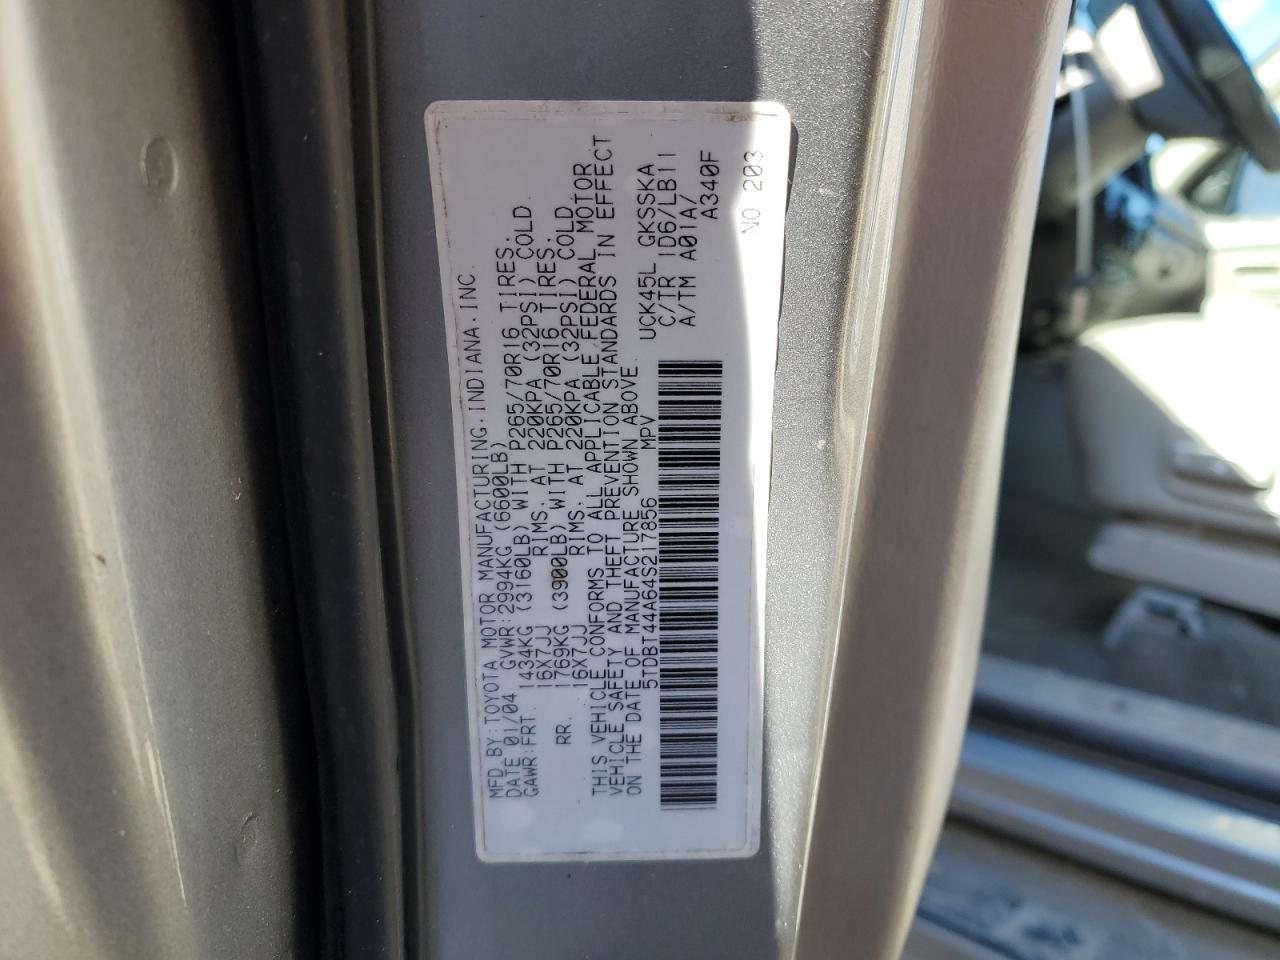 MFD BY:TOYOTA MOTOR MANUFACTURING.INDIANA.INC.
DATE 01/04 GVWR:2994KG (6600LB)
GAWR:FRT. 1434KG (3160LB) WITH P265/70R16 TIRES.
16X7JJ RIMS. AT 220KPA (32PSI) COLD.
RR. 1769KG (3900LB) WITH P265/70R16 TIRES.
16X7JJ RIMS. AT 220KPA (32PSI) COLD.
THIS VEHICLE CONFORMS TO ALL APPLICABLE FEDERAL MOTOR
VEHICLE SAFETY AND THEFT PREVENTION STANDARDS IN EFFECT
ON THE DATE OF MANUFACTURE SHOWN ABOVE
5TDBT44A64S217856 MPV
UCK45L GKSSKA
C/TR 1D6/LB11
A/TM A01A/
A340F
NO 203